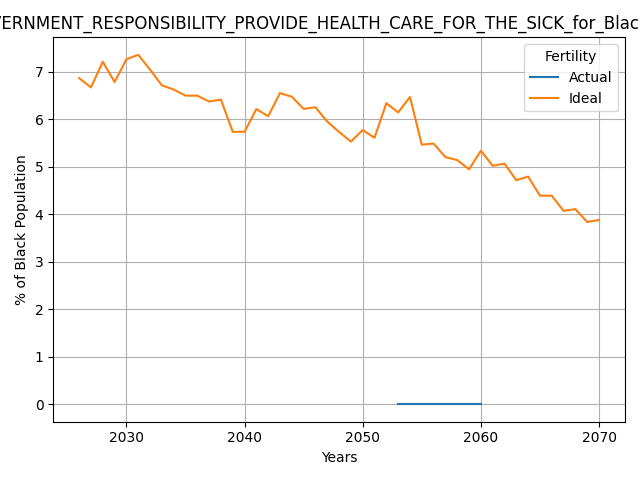 VERNMENT_RESPONSIBILITY_PROVIDE_HEALTH_CARE_FOR_THE_SICK_for_Blac
Fertility
Actual
Ideal
% of Black Population
7
6
5
4
3
2
1
0
2030 2040 2050 2060 2070
Years